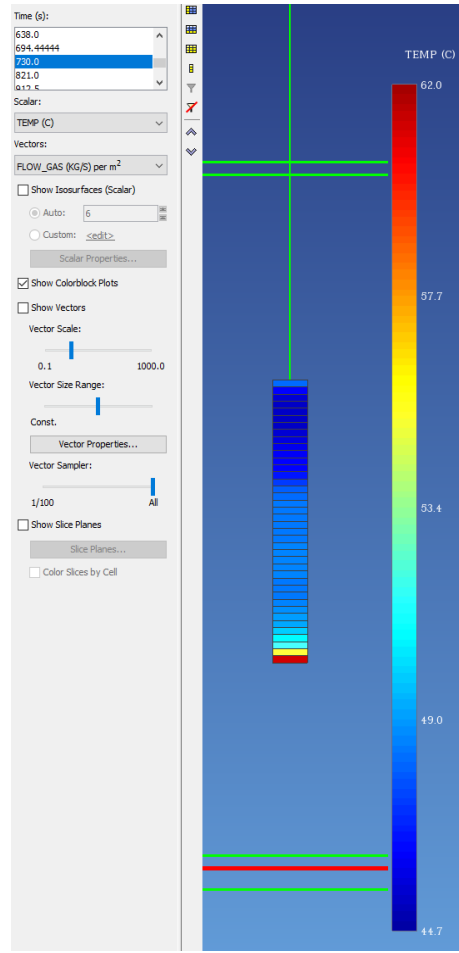 Time (s):
638.0
694.44444
730.0
821.0
912.5
Scalar:
TEMP (C)
Vectors:
FLOW_GAS (KG/S) per m²
Show Isosurfaces (Scalar)
Auto: 6
Custom: <edit>
Scalar Properties...
Show Colorblock Plots
Show Vectors
Vector Scale:
0.1 1000.0
Vector Size Range:
Const.
Vector Properties...
Vector Sampler:
1/100 All
Show Slice Planes
Slice Planes...
Color Slices by Cell
TEMP (C)
62.0
57.7
53.4
49.0
44.7